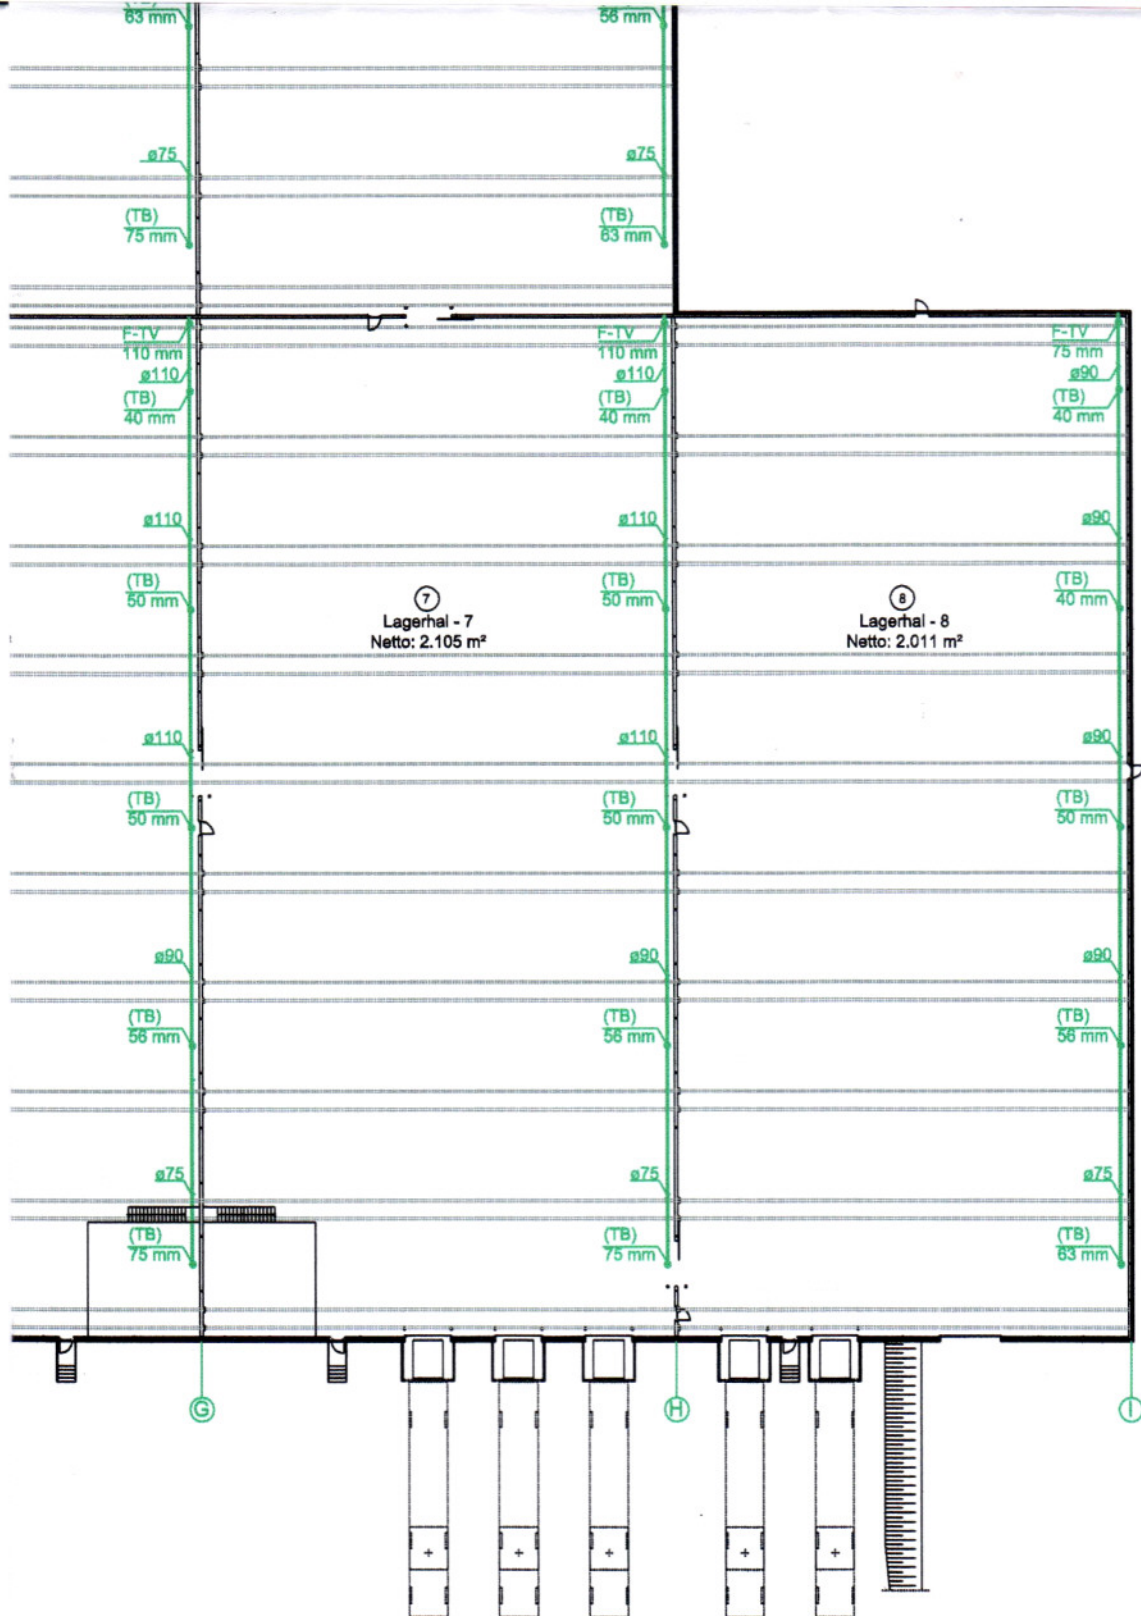 63 mm
56 mm
ø75
ø75
(TB)
75 mm
(TB)
63 mm
F-TV
110 mm
F-TV
110 mm
F-TV
75 mm
ø110
ø110
ø90
(TB)
40 mm
(TB)
40 mm
(TB)
40 mm
ø110
ø110
ø90
(TB)
50 mm
(TB)
50 mm
(TB)
40 mm
7
Lagerhal - 7
Netto: 2.105 m²
8
Lagerhal - 8
Netto: 2.011 m²
ø110
ø110
ø90
(TB)
50 mm
(TB)
50 mm
(TB)
50 mm
ø90
ø90
ø90
(TB)
56 mm
(TB)
56 mm
(TB)
56 mm
ø75
ø75
ø75
(TB)
75 mm
(TB)
75 mm
(TB)
63 mm
G
H
I